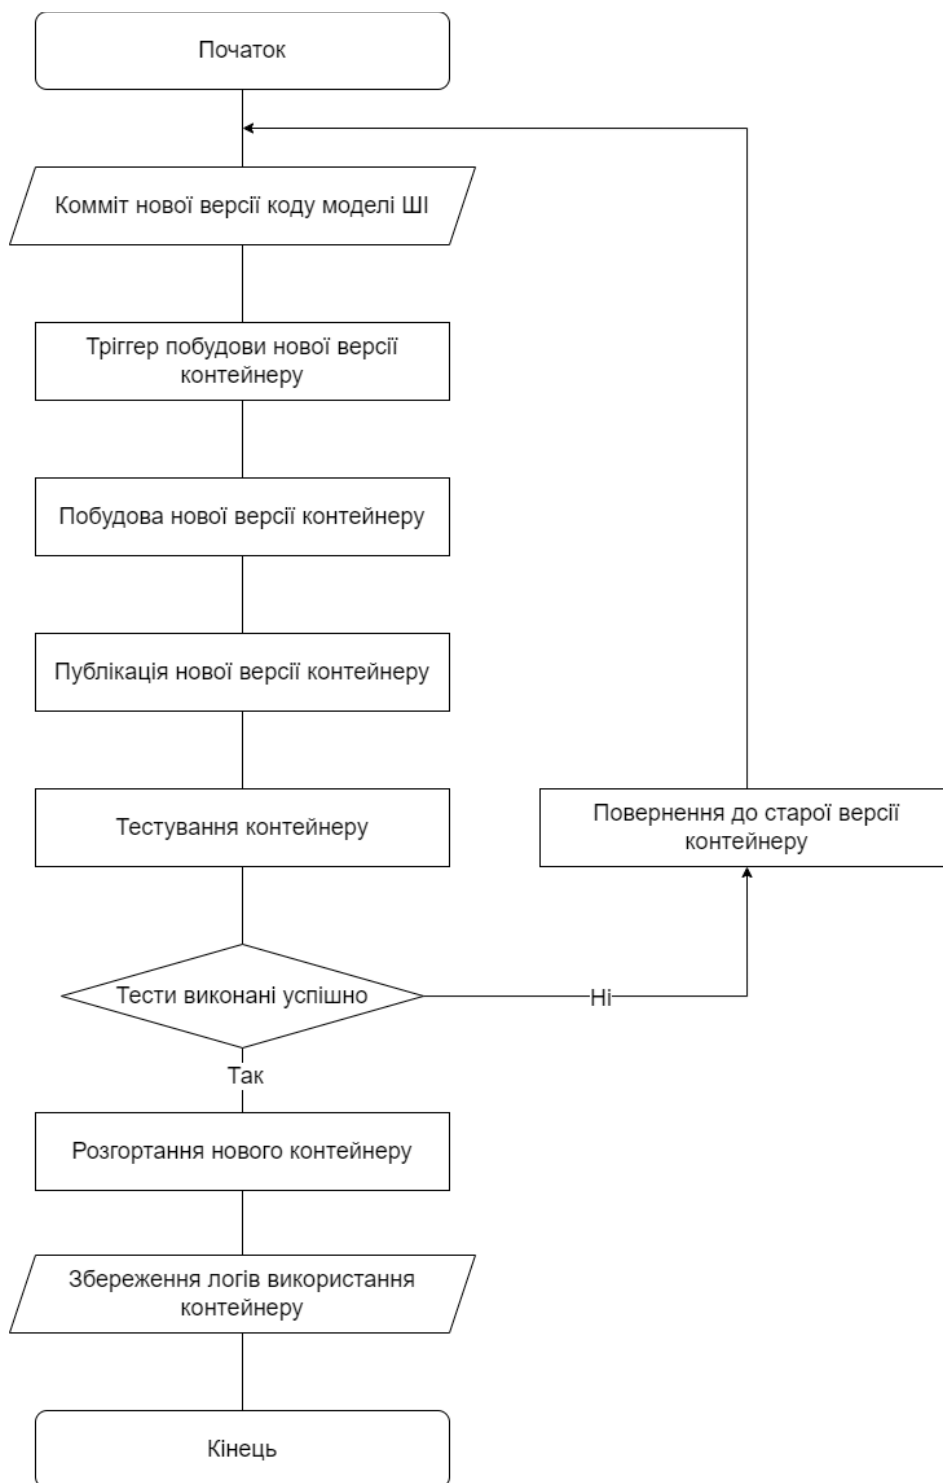 Початок
Комміт нової версії коду моделі ШІ
Тріггер побудови нової версії
контейнеру
Побудова нової версії контейнеру
Публікація нової версії контейнеру
Тестування контейнеру
Повернення до старої версії
контейнеру
Тести виконані успішно
Ні
Так
Розгортання нового контейнеру
Збереження логів використання
контейнеру
Кінець